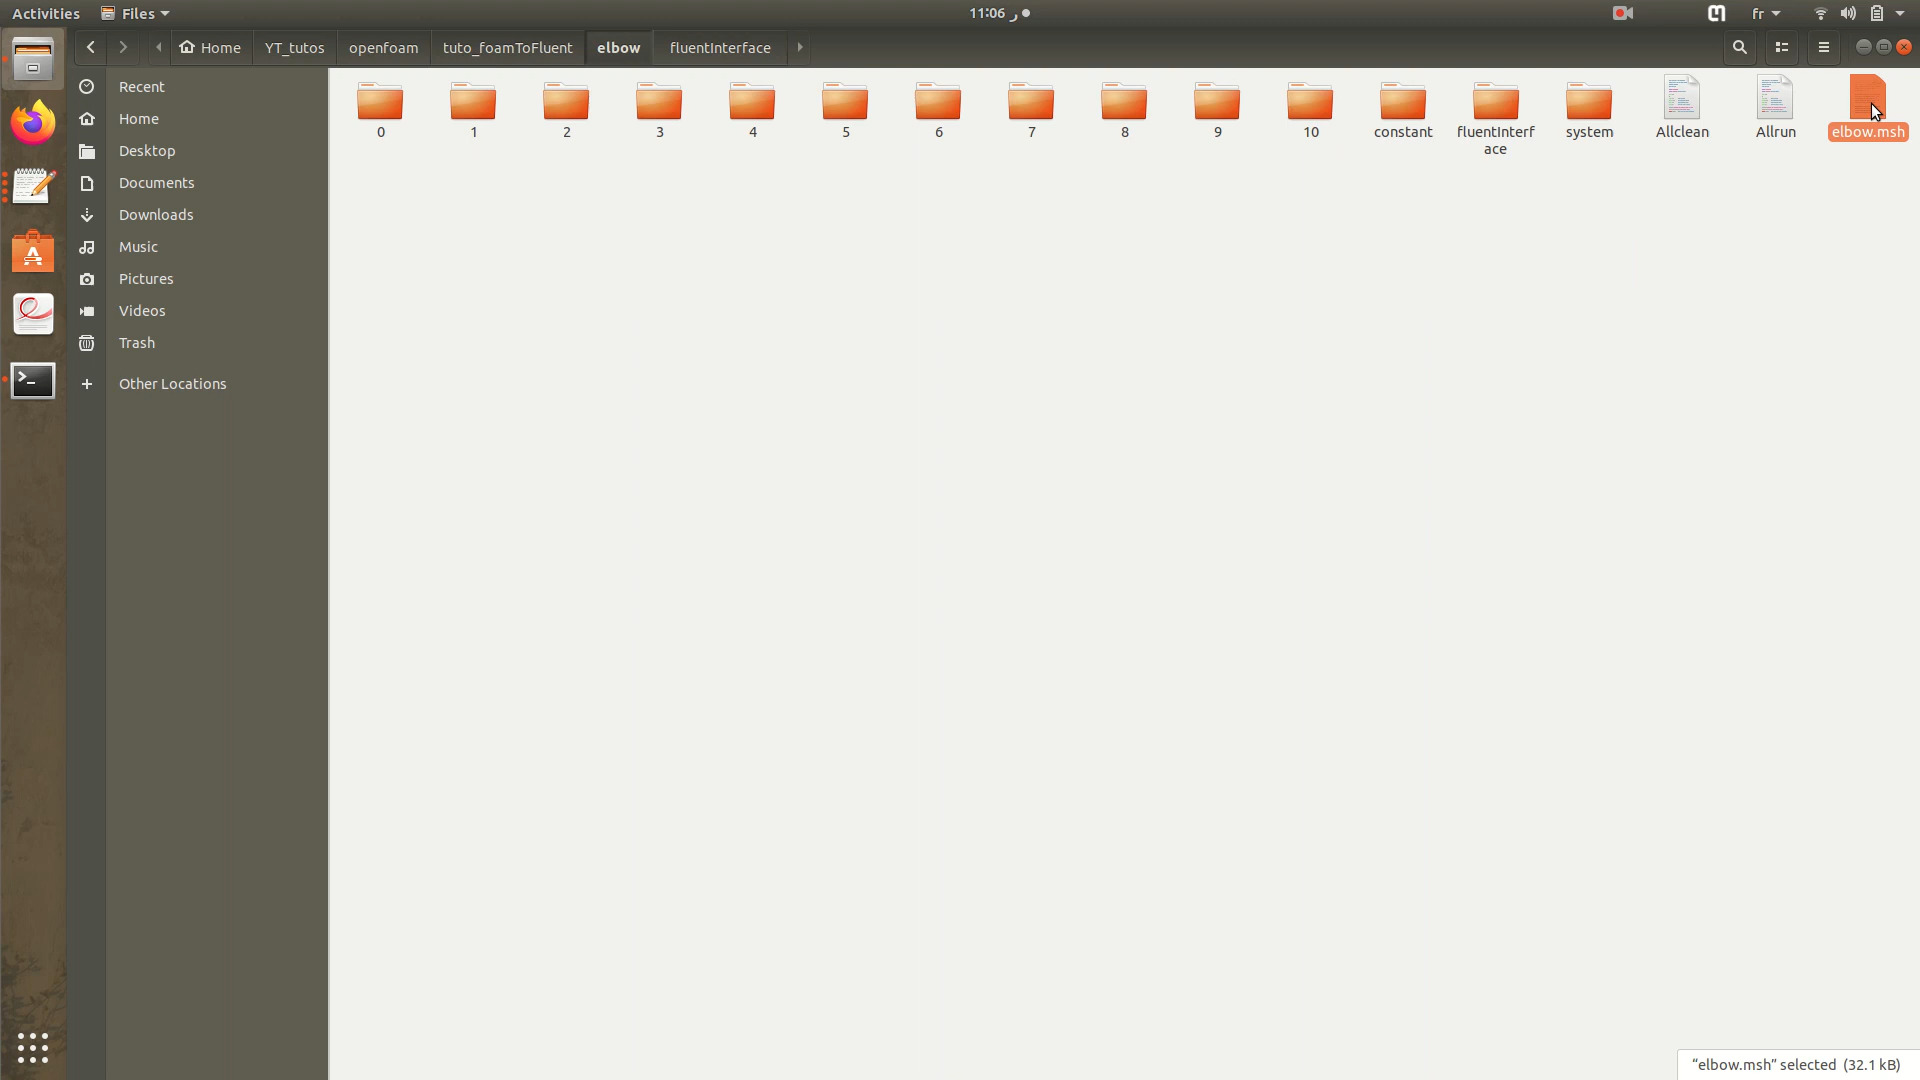 Activities Files 11:06 ر fr
Home YT_tutos openfoam tuto_foamToFluent elbow fluentInterface
Recent
Home
Desktop
Documents
Downloads
Music
Pictures
Videos
Trash
Other Locations
0 1 2 3 4 5 6 7 8 9 10 constant fluentInterf system Allclean Allrun elbow.msh
ace
“elbow.msh” selected (32.1 kB)